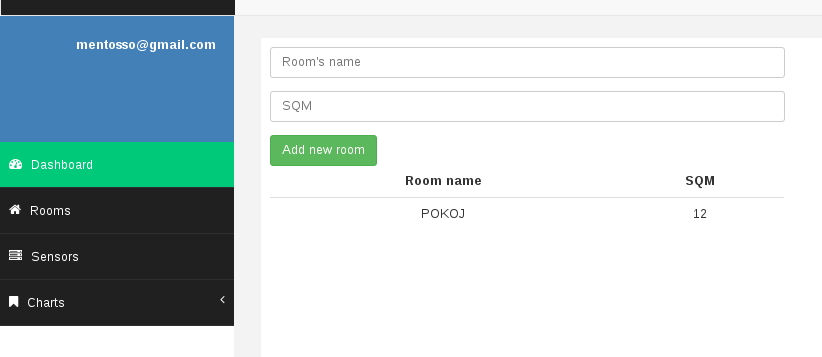 mentosso@gmail.com
Dashboard
Rooms
Sensors
Charts
Room's name
SQM
Add new room
Room name SQM
POKOJ 12